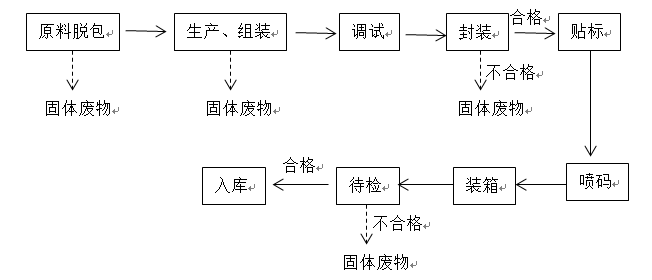 原料脱包
生产、组装
调试
封装
合格
贴标
不合格
固体废物
固体废物
固体废物
合格
入库
待检
装箱
喷码
不合格
固体废物